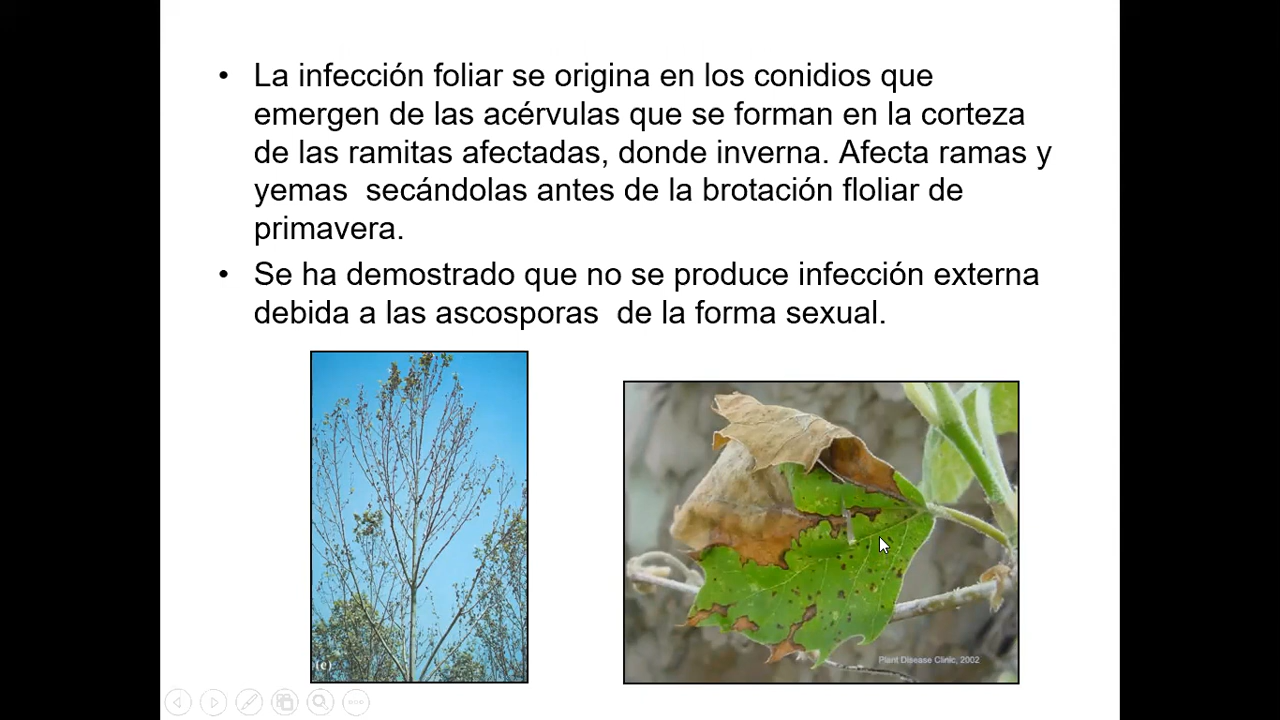 • La infección foliar se origina en los conidios que
emergen de las acérvulas que se forman en la corteza
de las ramitas afectadas, donde inverna. Afecta ramas y
yemas  secándolas antes de la brotación floliar de
primavera.
• Se ha demostrado que no se produce infección externa
debida a las ascosporas  de la forma sexual.
(c)
Plant Disease Clinic, 2002